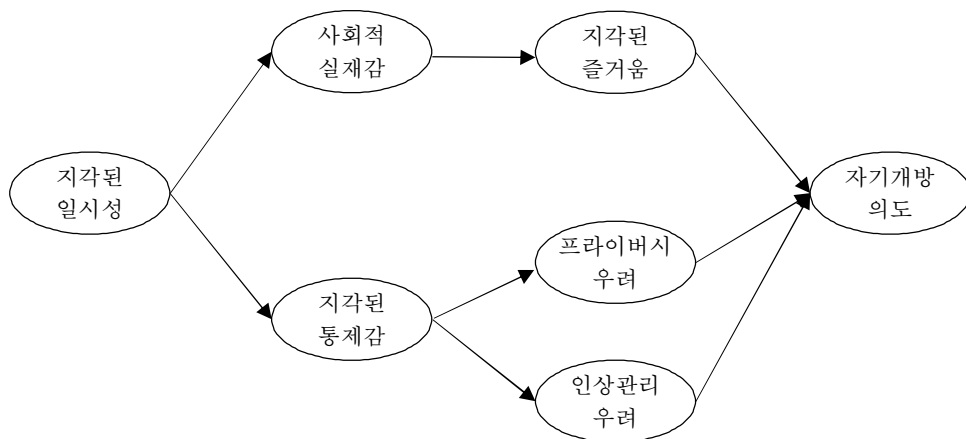 사회적
실재감
지각된
즐거움
지각된
일시성
자기개방
의도
프라이버시
우려
지각된
통제감
인상관리
우려